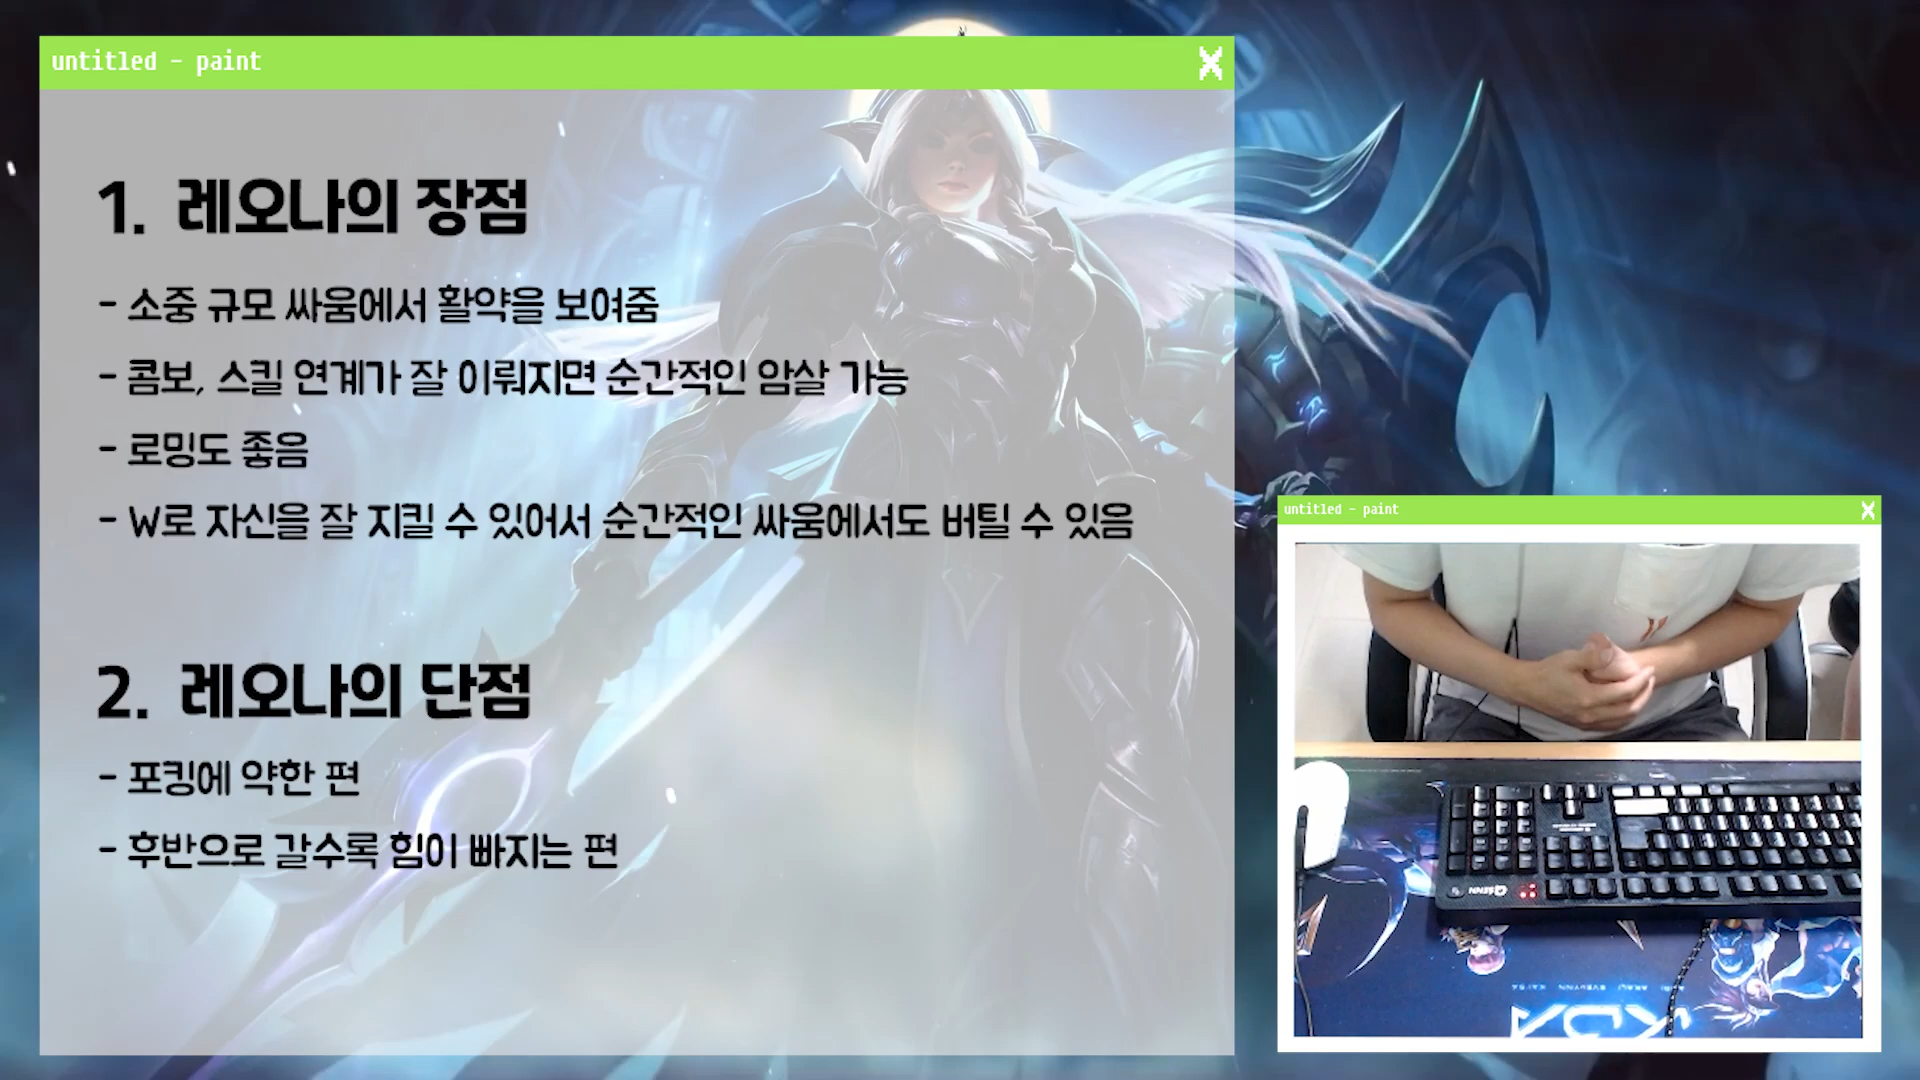 untitled - paint
1. 레오나의 장점
- 소중 규모 싸움에서 활약을 보여줌
- 콤보, 스킬 연계가 잘 이뤄지면 순간적인 암살 가능
- 로밍도 좋음
- W로 자신을 잘 지킬 수 있어서 순간적인 싸움에서도 버틸 수 있음
2. 레오나의 단점
- 포킹에 약한 편
- 후반으로 갈수록 힘이 빠지는 편
untitled - paint
QSENN
K/DA